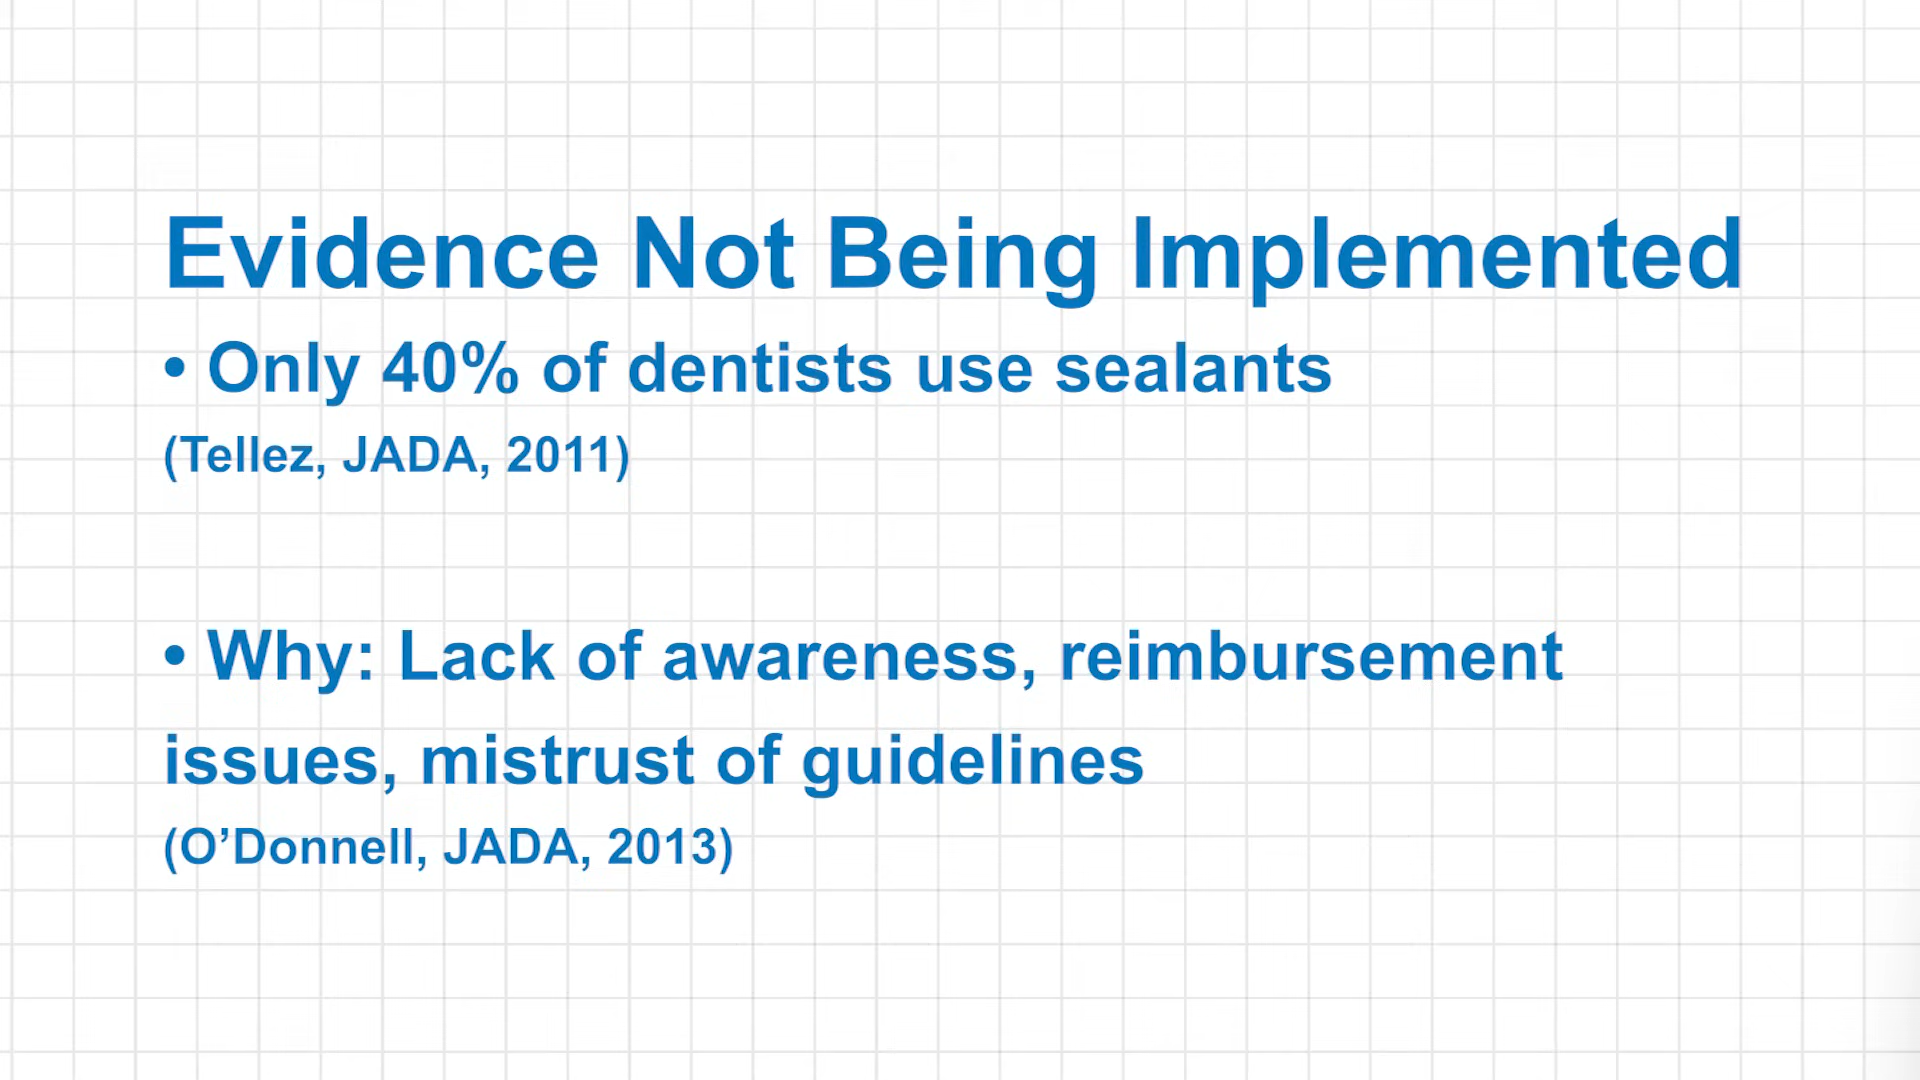 Evidence Not Being Implemented
• Only 40% of dentists use sealants
(Tellez, JADA, 2011)
• Why: Lack of awareness, reimbursement
issues, mistrust of guidelines
(O’Donnell, JADA, 2013)